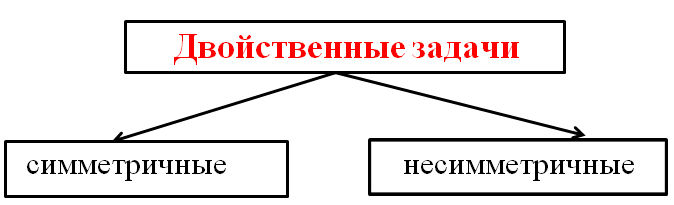 Двойственные задачи
симметричные
несимметричные